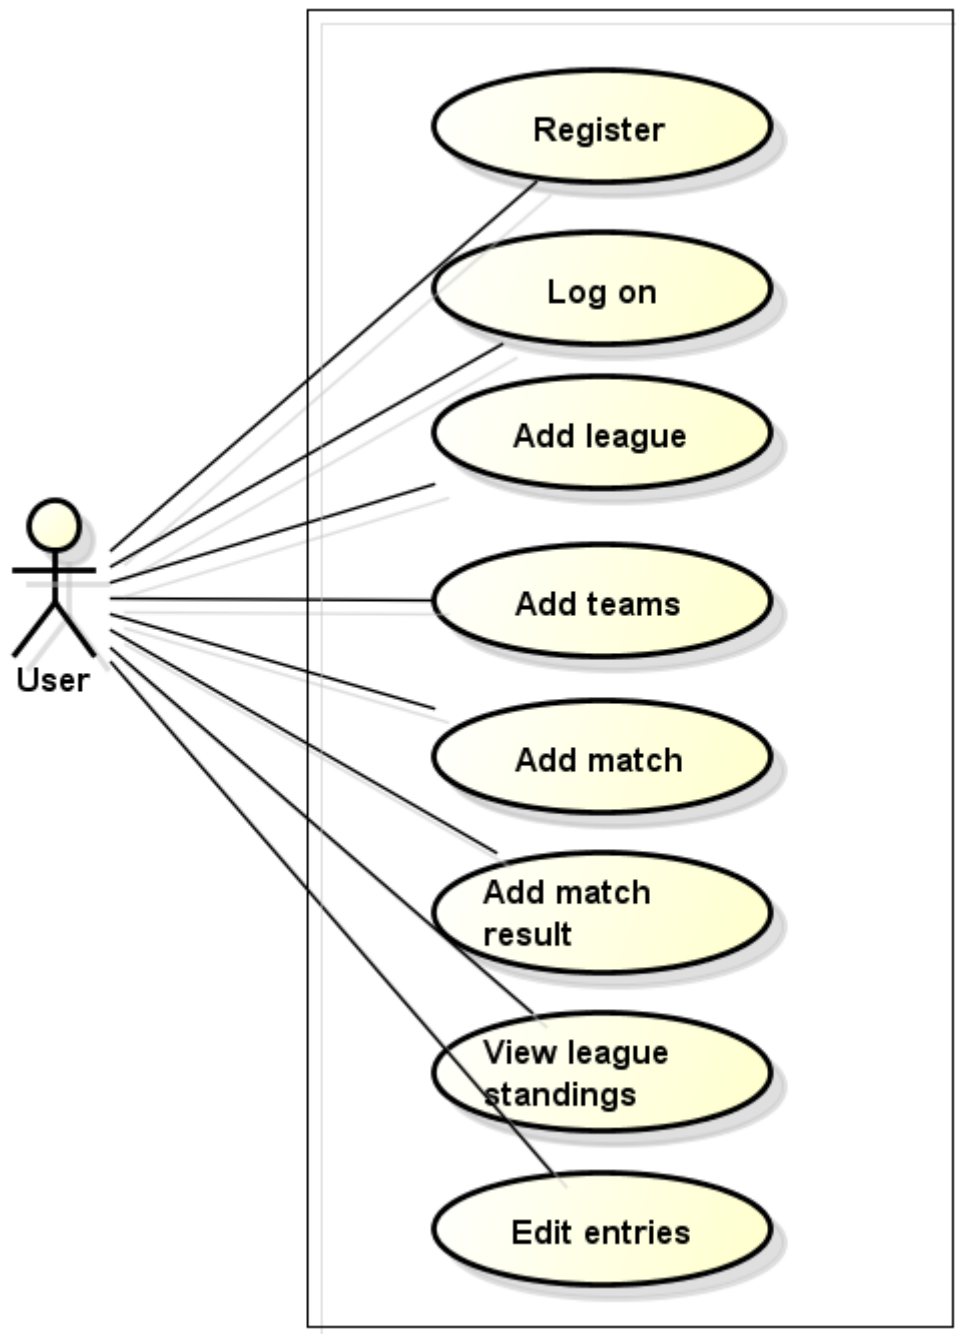 Register
Log on
Add league
Add teams
User
Add match
Add match
result
View league
standings
Edit entries